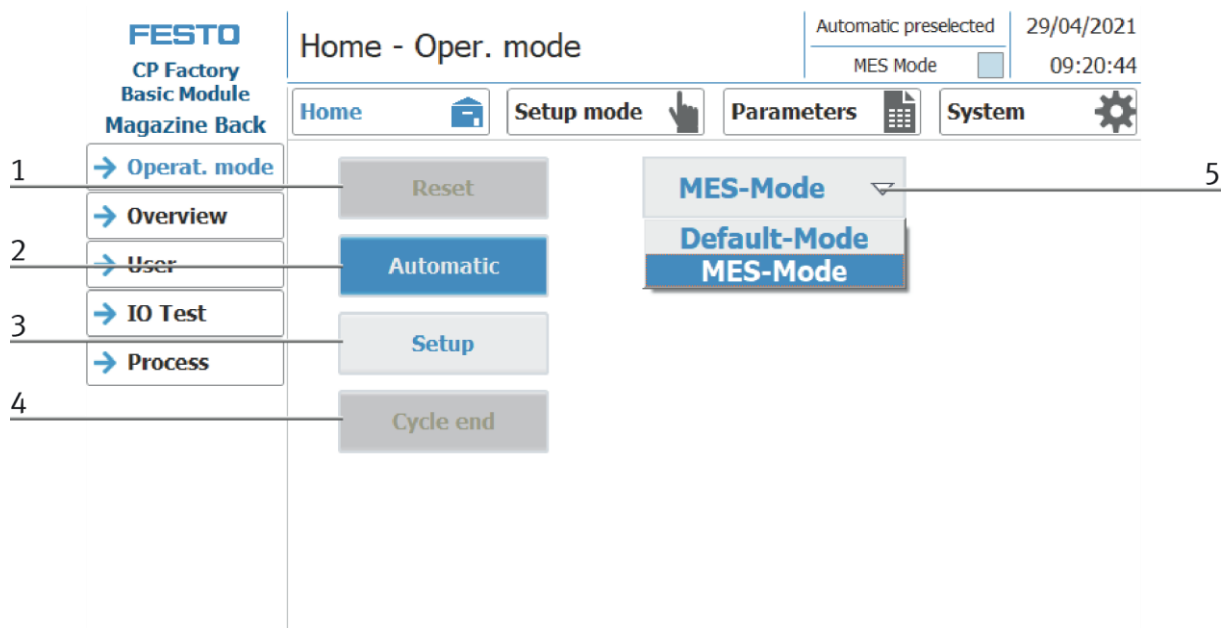 FESTO
CP Factory
Basic Module
Magazine Back
Home - Oper. mode
Automatic preselected
MES Mode
29/04/2021
09:20:44
Home
Setup mode
Parameters
System
Operat. mode
Overview
User
IO Test
Process
1
2
3
4
5
Reset
Automatic
Setup
Cycle end
MES-Mode
Default-Mode
MES-Mode